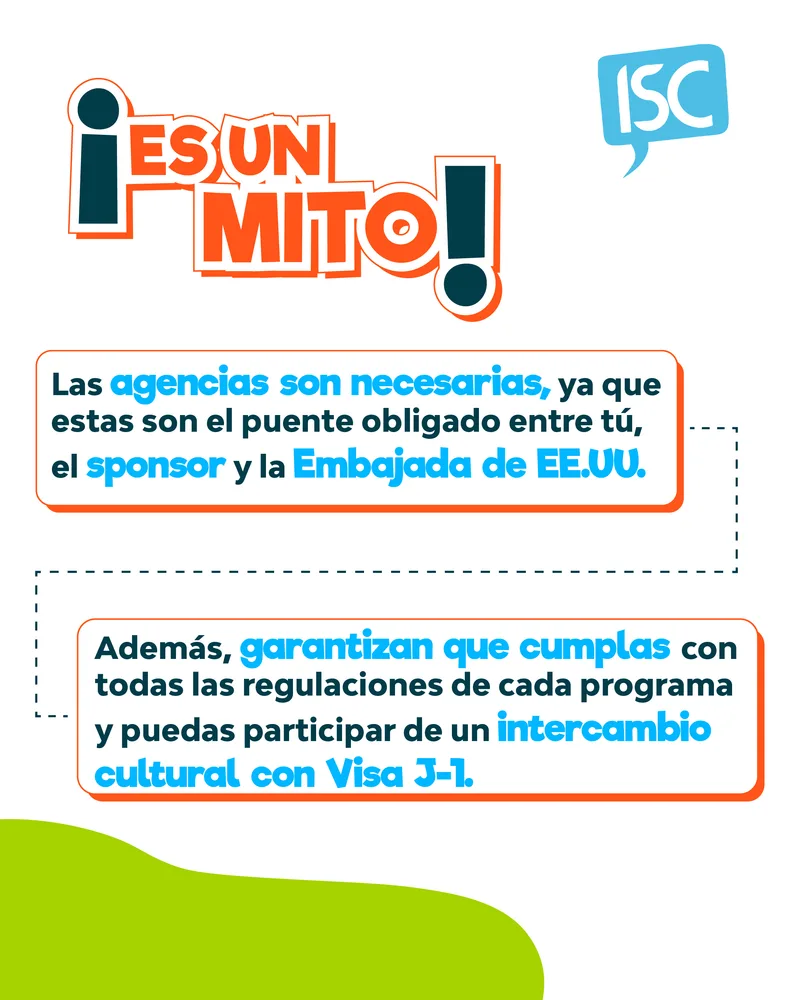 ISC
¡ES UN
MITO!
Las agencias son necesarias, ya que
estas son el puente obligado entre tú,
el sponsor y la Embajada de EE.UU.
Además, garantizan que cumplas con
todas las regulaciones de cada programa
y puedas participar de un intercambio
cultural con Visa J-1.